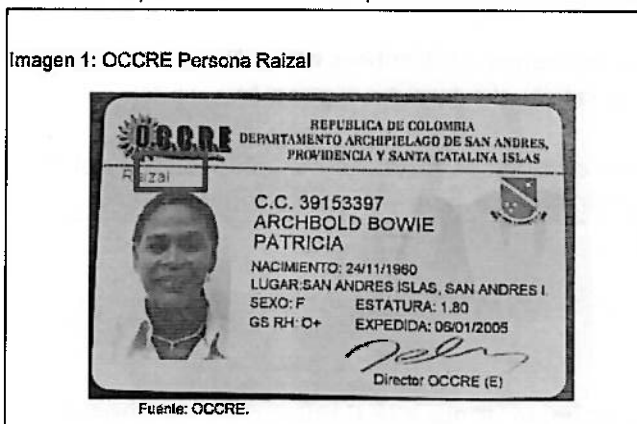 Imagen 1: OCCRE Persona Raizal
O.C.C.R.E
REPUBLICA DE COLOMBIA
DEPARTAMENTO ARCHIPIELAGO DE SAN ANDRES,
PROVIDENCIA Y SANTA CATALINA ISLAS
Raizal
C.C. 39153397
ARCHBOLD BOWIE
PATRICIA
NACIMIENTO: 24/11/1960
LUGAR:SAN ANDRES ISLAS, SAN ANDRES I.
SEXO: F ESTATURA: 1.80
GS RH: O+ EXPEDIDA: 06/01/2005
Director OCCRE (E)
Fuente: OCCRE.